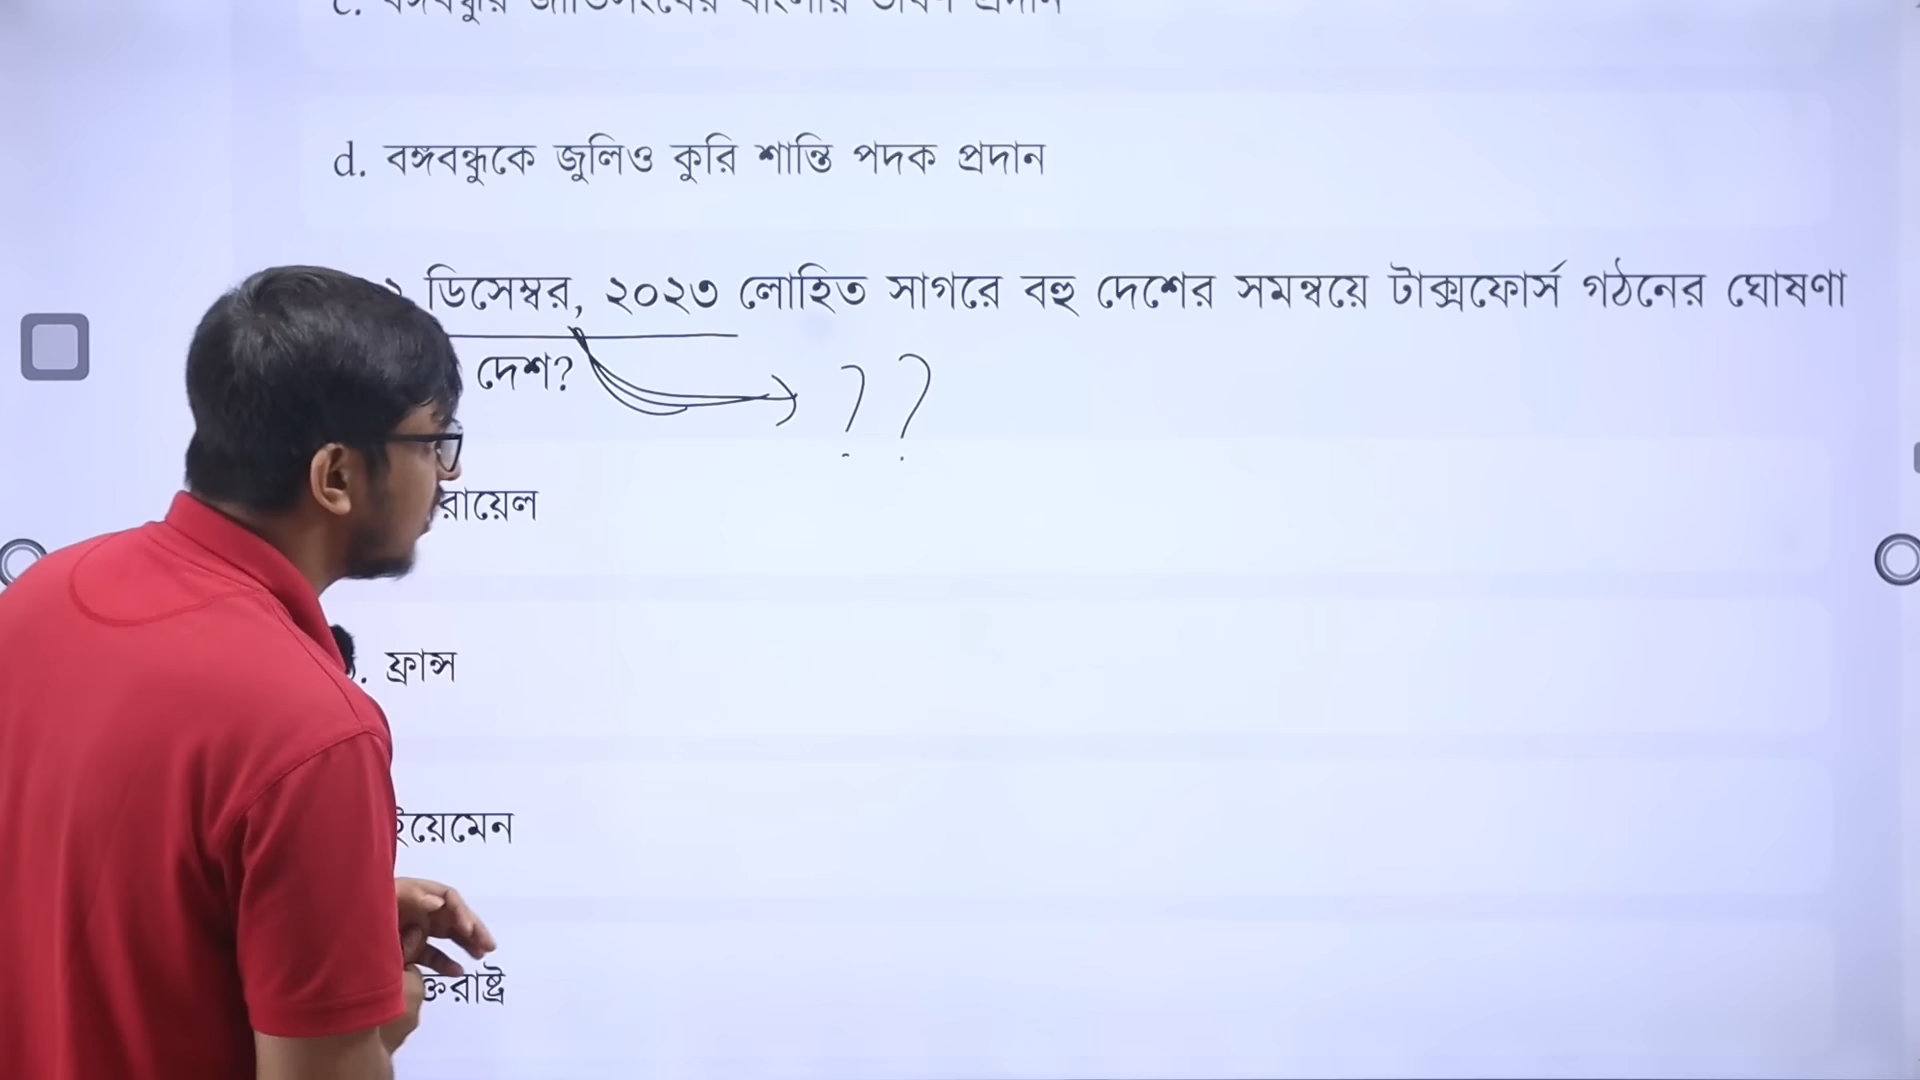 d. বঙ্গবন্ধুকে জুলিও কুরি শান্তি পদক প্রদান
ডিসেম্বর, ২০২৩ লোহিত সাগরে বহু দেশের সমন্বয়ে টাক্সফোর্স গঠনের ঘোষণা
দেশ?
??
রায়েল
. ফ্রান্স
ইয়েমেন
ক্তরাষ্ট্র